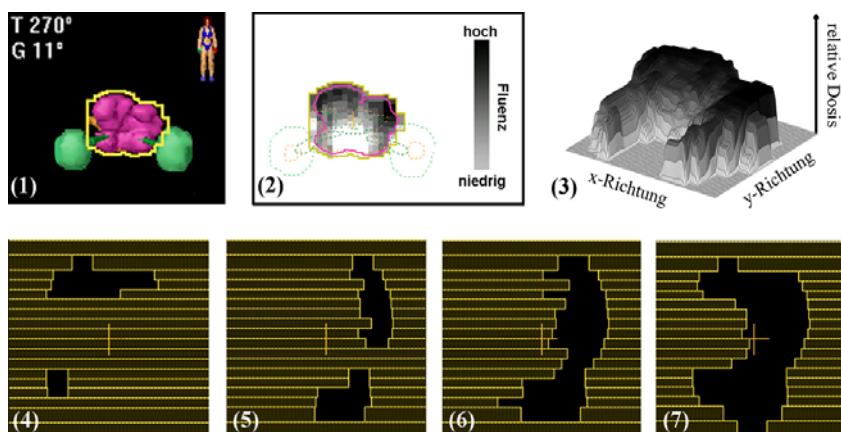 T 270°
G 11°
(1)
hoch
Fluenz
niedrig
(2)
relative Dosis
x-Richtung
y-Richtung
(3)
(4)
(5)
(6)
(7)